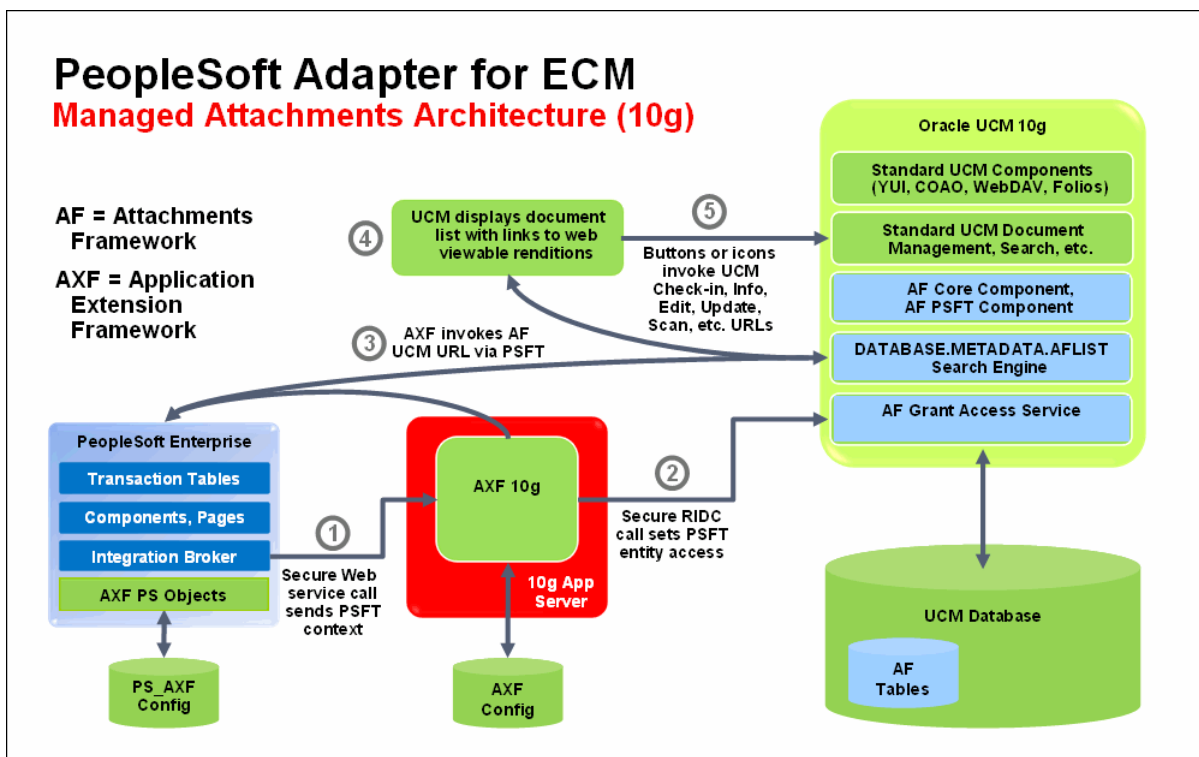 PeopleSoft Adapter for ECM
Managed Attachments Architecture (10g)
AF = Attachments
Framework
AXF = Application
Extension
Framework
4
UCM displays document
list with links to web
viewable renditions
5
Buttons or icons
invoke UCM
Check-in, Info,
Edit, Update,
Scan, etc. URLs
3
AXF invokes AF
UCM URL via PSFT
Oracle UCM 10g
Standard UCM Components
(YUI, COAO, WebDAV, Folios)
Standard UCM Document
Management, Search, etc.
AF Core Component,
AF PSFT Component
DATABASE.METADATA.AFLIST
Search Engine
AF Grant Access Service
PeopleSoft Enterprise
Transaction Tables
Components, Pages
Integration Broker
AXF PS Objects
1
Secure Web
service call
sends PSFT
context
AXF 10g
10g App
Server
2
Secure RIDC
call sets PSFT
entity access
PS_AXF
Config
AXF
Config
UCM Database
AF
Tables